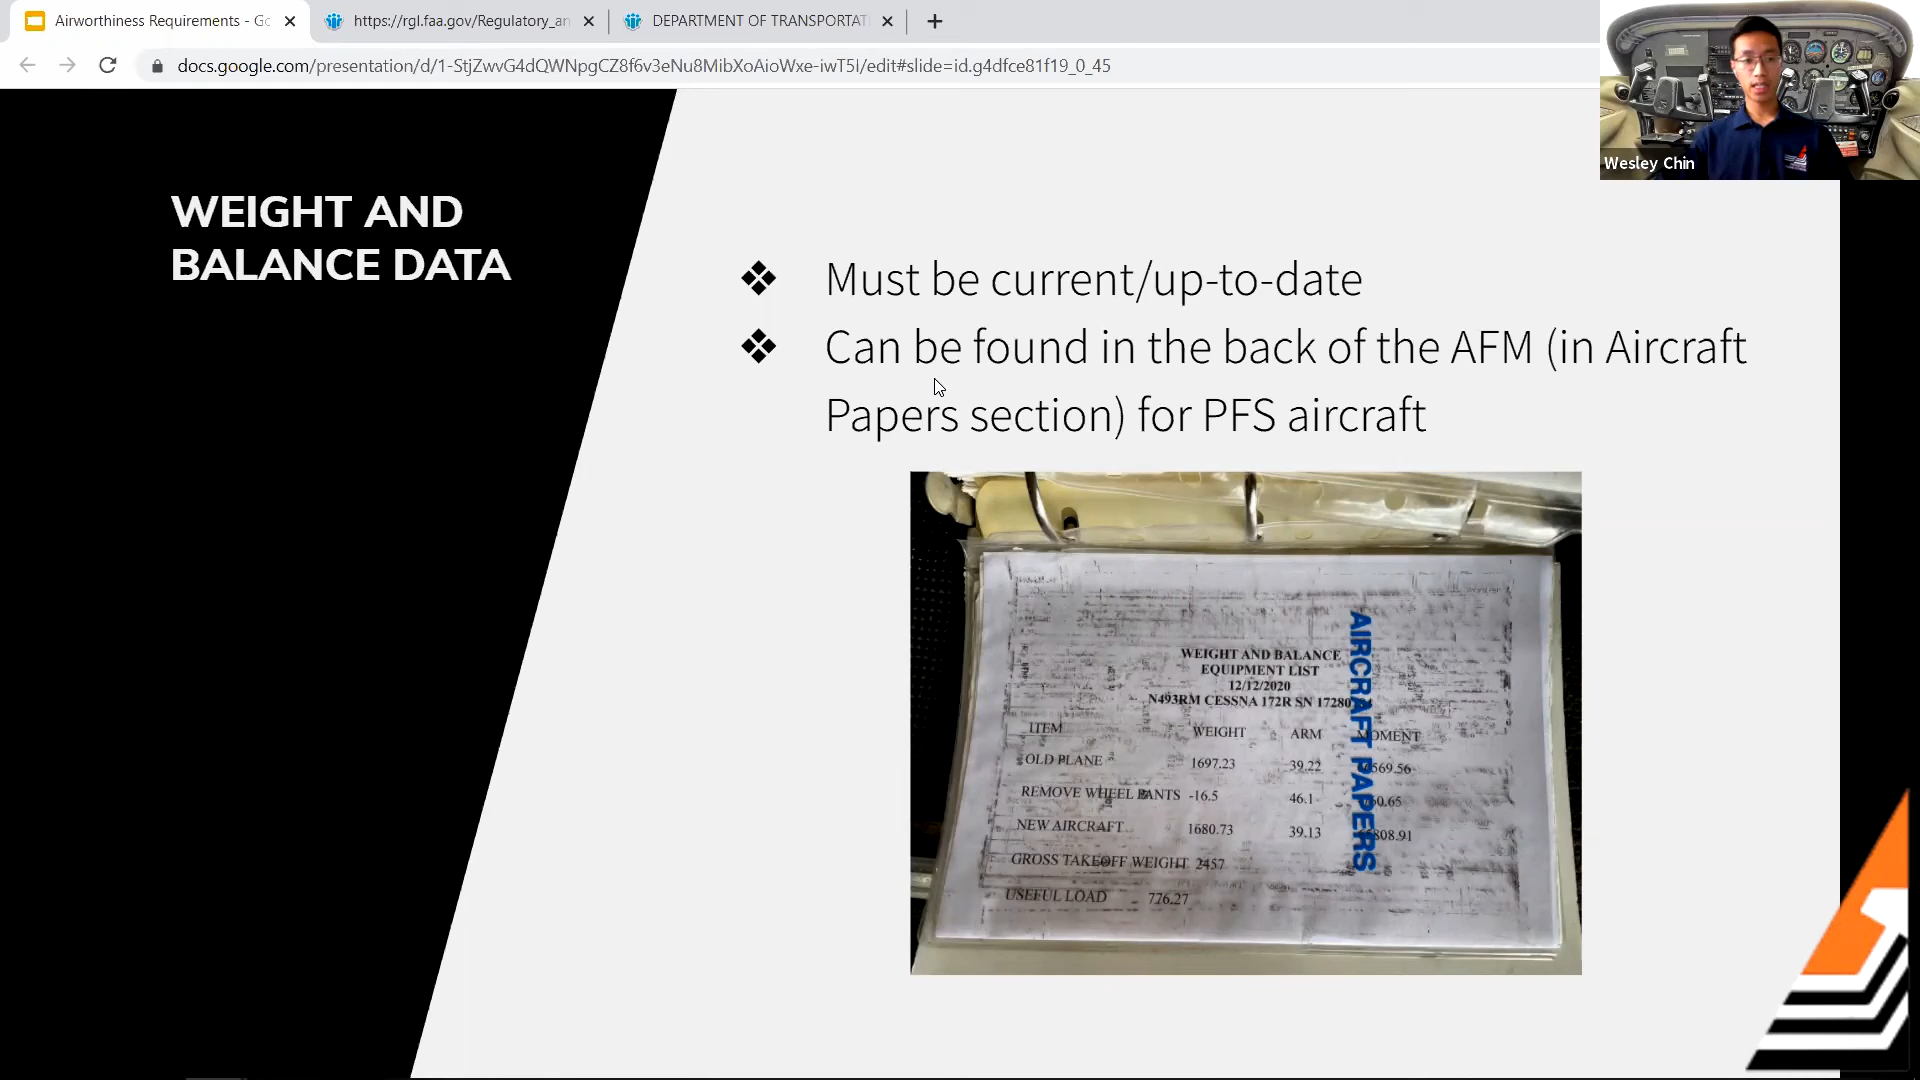 Airworthiness Requirements - Go
https://rgl.faa.gov/Regulatory_an
DEPARTMENT OF TRANSPORTAT
docs.google.com/presentation/d/1-StjZwvG4dQWNpgCZ8f6v3eNu8MibXoAioWxe-iwT5I/edit#slide=id.g4dfce81f19_0_45
Wesley Chin
WEIGHT AND
BALANCE DATA
❖ Must be current/up-to-date
❖ Can be found in the back of the AFM (in Aircraft
Papers section) for PFS aircraft
AIRCRAFT PAPERS
WEIGHT AND BALANCE
EQUIPMENT LIST
12/12/2020
N493RM CESSNA 172R SN 17280
ITEM WEIGHT ARM MOMENT
OLD PLANE 1697.23 39.22
REMOVE WHEEL PANTS -16.5 46.1
NEW AIRCRAFT 1680.73 39.13
GROSS TAKEOFF WEIGHT 2457
USEFUL LOAD 776.27